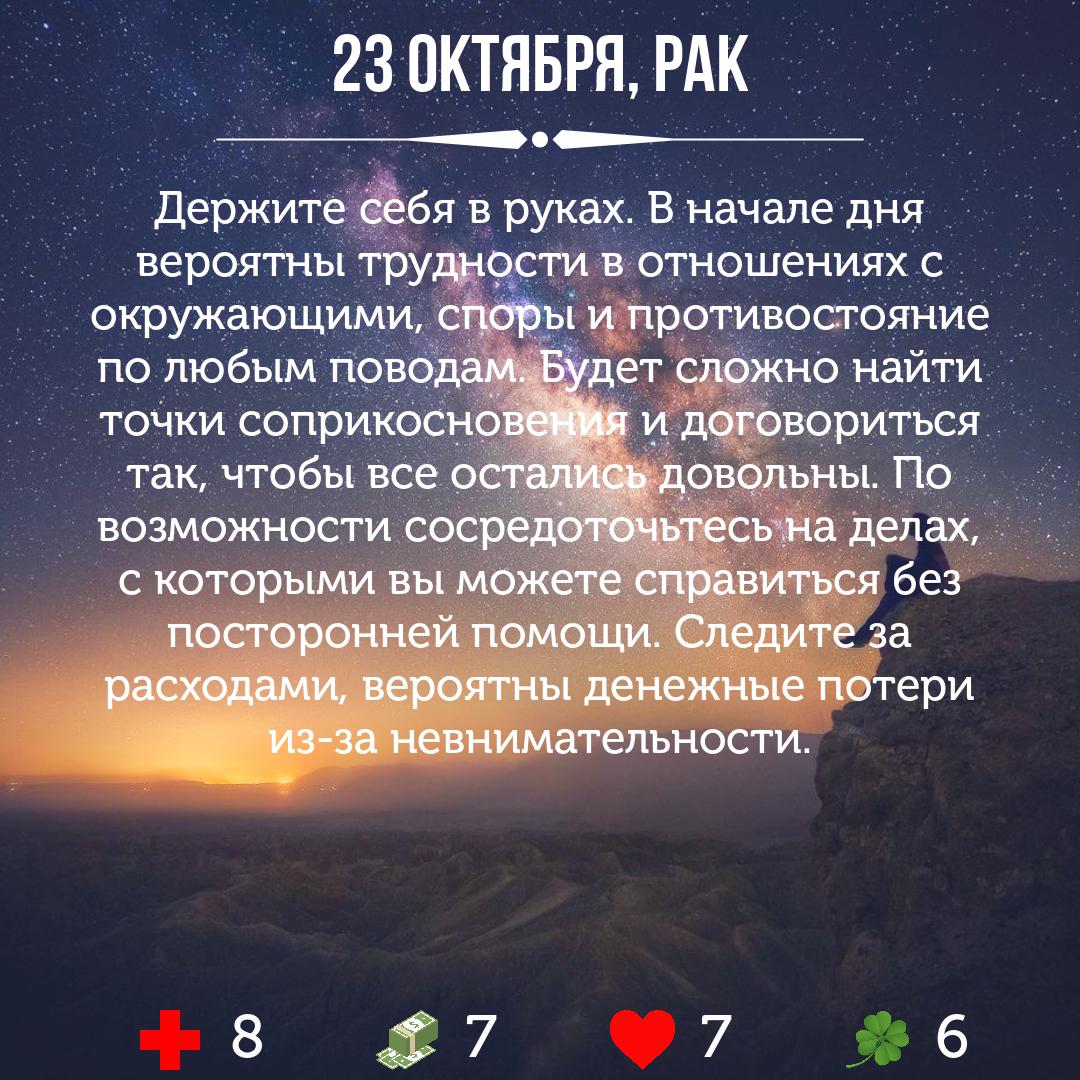 23 ОКТЯБРЯ, РАК
Держите себя в руках. В начале дня
вероятны трудности в отношениях с
окружающими, споры и противостояние
по любым поводам. Будет сложно найти
точки соприкосновения и договориться
так, чтобы все остались довольны. По
возможности сосредоточьтесь на делах,
с которыми вы можете справиться без
посторонней помощи. Следите за
расходами, вероятны денежные потери
из-за невнимательности.
8 7 7 6